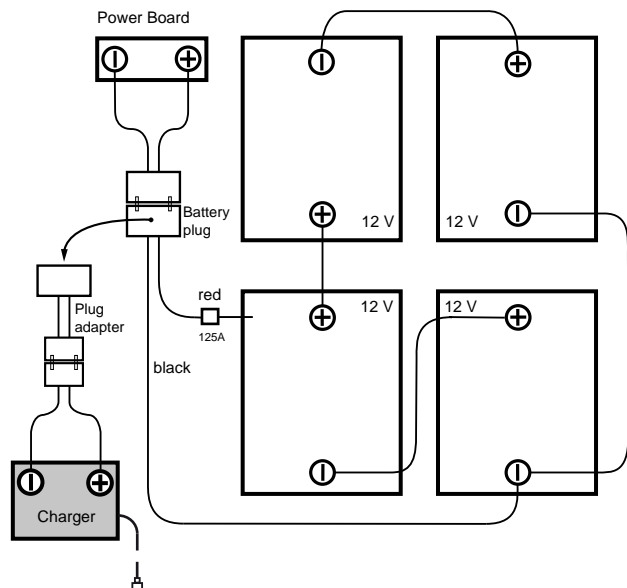 Power Board
12 V
12 V
Battery
plug
12 V
12 V
red
125A
Plug
adapter
black
Charger